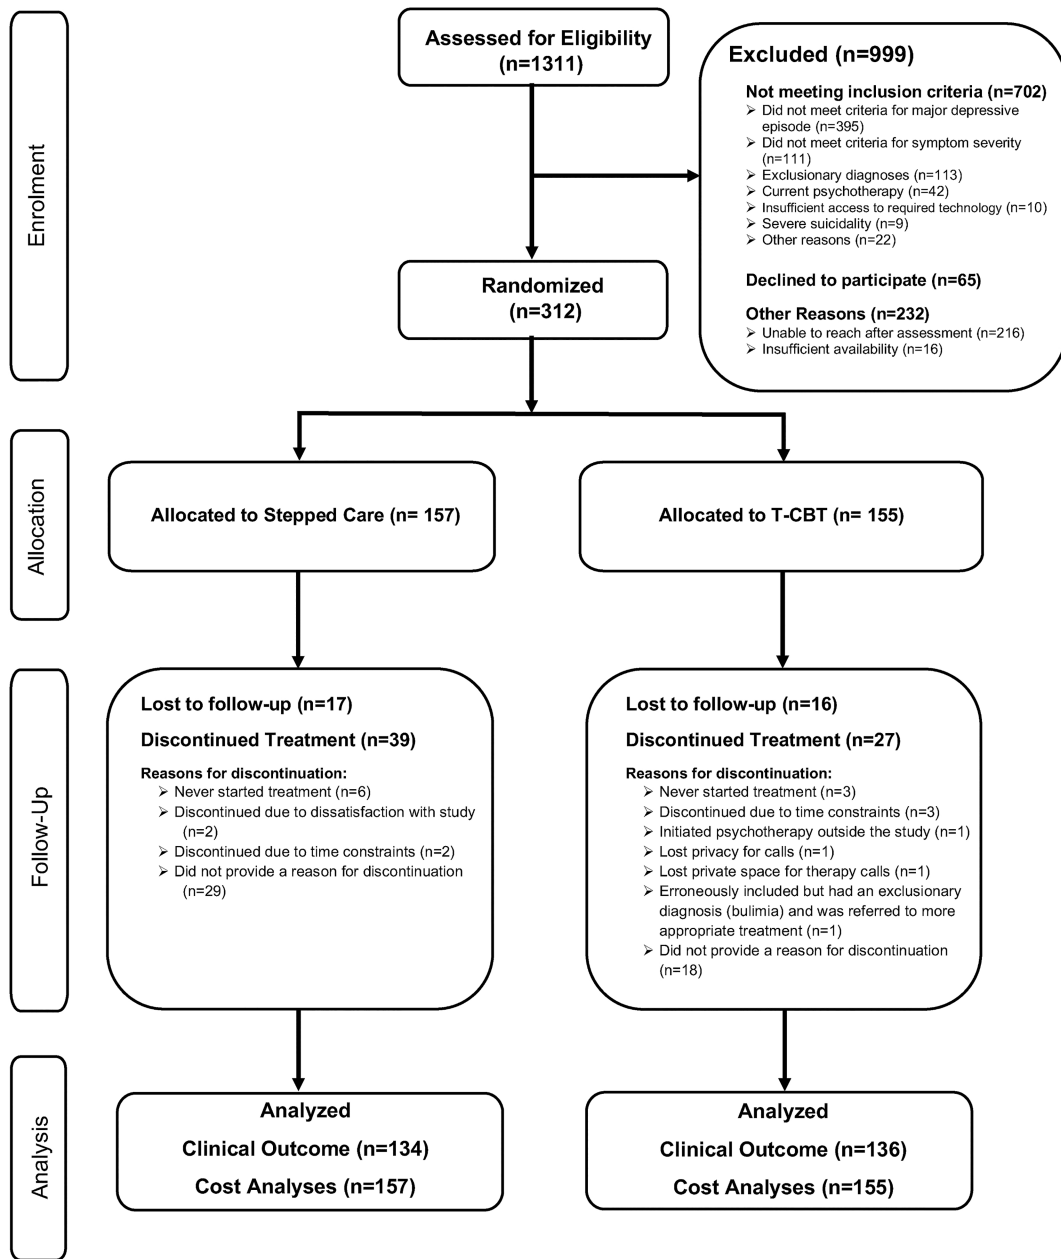 Enrolment
Assessed for Eligibility
(n=1311)
Excluded (n=999)
Not meeting inclusion criteria (n=702)
➢ Did not meet criteria for major depressive
episode (n=395)
➢ Did not meet criteria for symptom severity
(n=111)
➢ Exclusionary diagnoses (n=113)
➢ Current psychotherapy (n=42)
➢ Insufficient access to required technology (n=10)
➢ Severe suicidality (n=9)
➢ Other reasons (n=22)
Declined to participate (n=65)
Other Reasons (n=232)
➢ Unable to reach after assessment (n=216)
➢ Insufficient availability (n=16)
Randomized
(n=312)
Allocation
Allocated to Stepped Care (n= 157)
Allocated to T-CBT (n= 155)
Follow-Up
Lost to follow-up (n=17)
Discontinued Treatment (n=39)
Reasons for discontinuation:
➢ Never started treatment (n=6)
➢ Discontinued due to dissatisfaction with study
(n=2)
➢ Discontinued due to time constraints (n=2)
➢ Did not provide a reason for discontinuation
(n=29)
Lost to follow-up (n=16)
Discontinued Treatment (n=27)
Reasons for discontinuation:
➢ Never started treatment (n=3)
➢ Discontinued due to time constraints (n=3)
➢ Initiated psychotherapy outside the study (n=1)
➢ Lost privacy for calls (n=1)
➢ Lost private space for therapy calls (n=1)
➢ Erroneously included but had an exclusionary
diagnosis (bulimia) and was referred to more
appropriate treatment (n=1)
➢ Did not provide a reason for discontinuation
(n=18)
Analysis
Analyzed
Clinical Outcome (n=134)
Cost Analyses (n=157)
Analyzed
Clinical Outcome (n=136)
Cost Analyses (n=155)